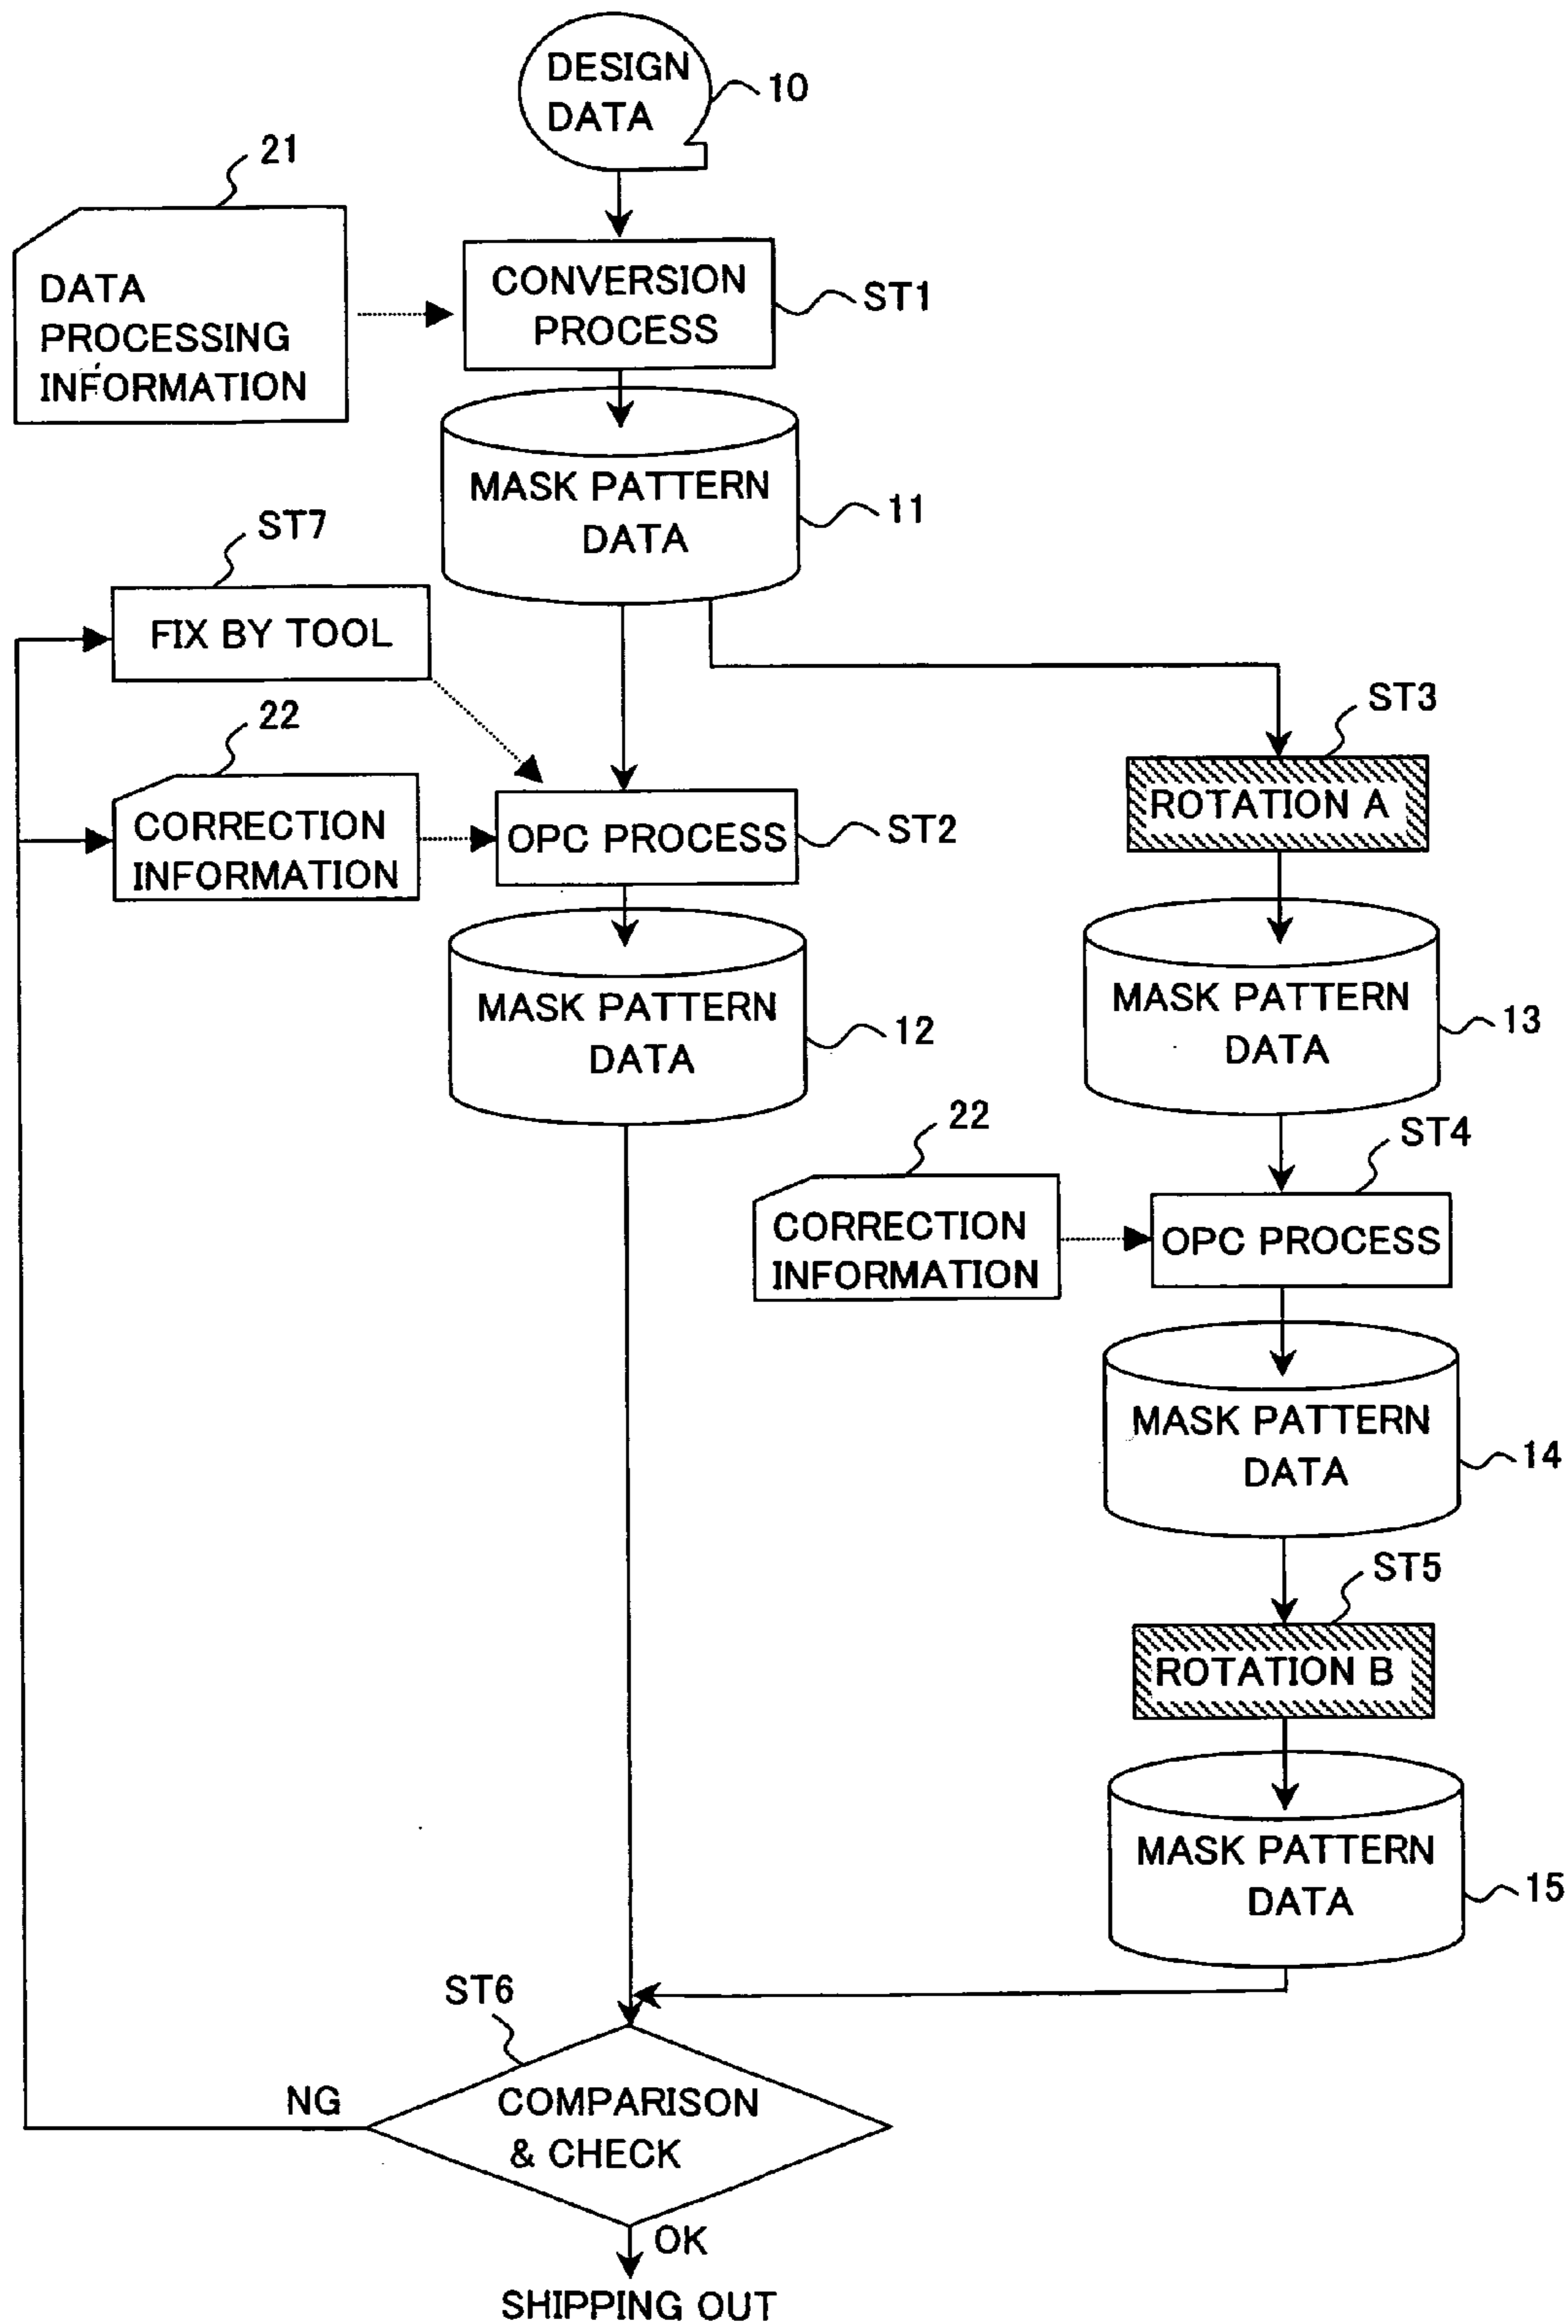 DESIGN
DATA
10
21
DATA
PROCESSING
INFORMATION
CONVERSION
PROCESS
ST1
MASK PATTERN
DATA
11
ST7
FIX BY TOOL
22
CORRECTION
INFORMATION
OPC PROCESS
ST2
ST3
ROTATION A
MASK PATTERN
DATA
12
MASK PATTERN
DATA
13
22
CORRECTION
INFORMATION
ST4
OPC PROCESS
MASK PATTERN
DATA
14
ST5
ROTATION B
MASK PATTERN
DATA
15
ST6
NG
COMPARISON
& CHECK
OK
SHIPPING OUT